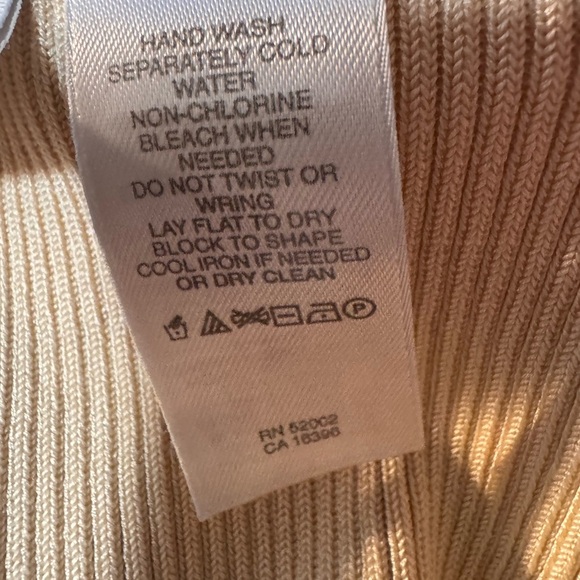 HAND WASH
SEPARATELY COLD
WATER
NON-CHLORINE
BLEACH WHEN
NEEDED
DO NOT TWIST OR
WRING
LAY FLAT TO DRY
BLOCK TO SHAPE
COOL IRON IF NEEDED
OR DRY CLEAN
P
RN 52002
CA 16396